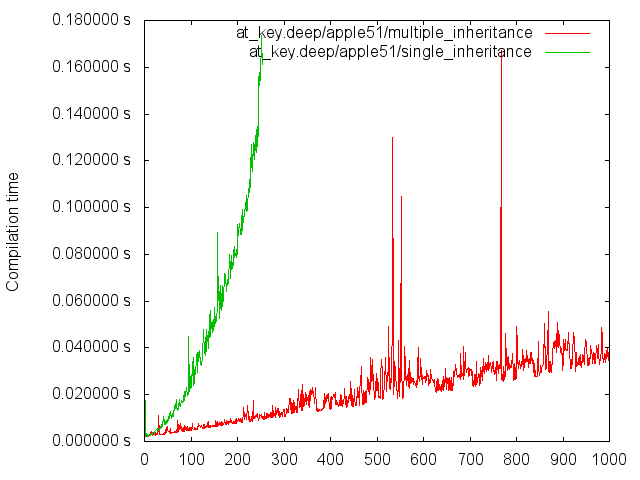 at_key.deep/apple51/multiple_inheritance
at_key.deep/apple51/single_inheritance
0.180000 s
0.160000 s
0.140000 s
0.120000 s
0.100000 s
0.080000 s
0.060000 s
0.040000 s
0.020000 s
0.000000 s
Compilation time
0 100 200 300 400 500 600 700 800 900 1000